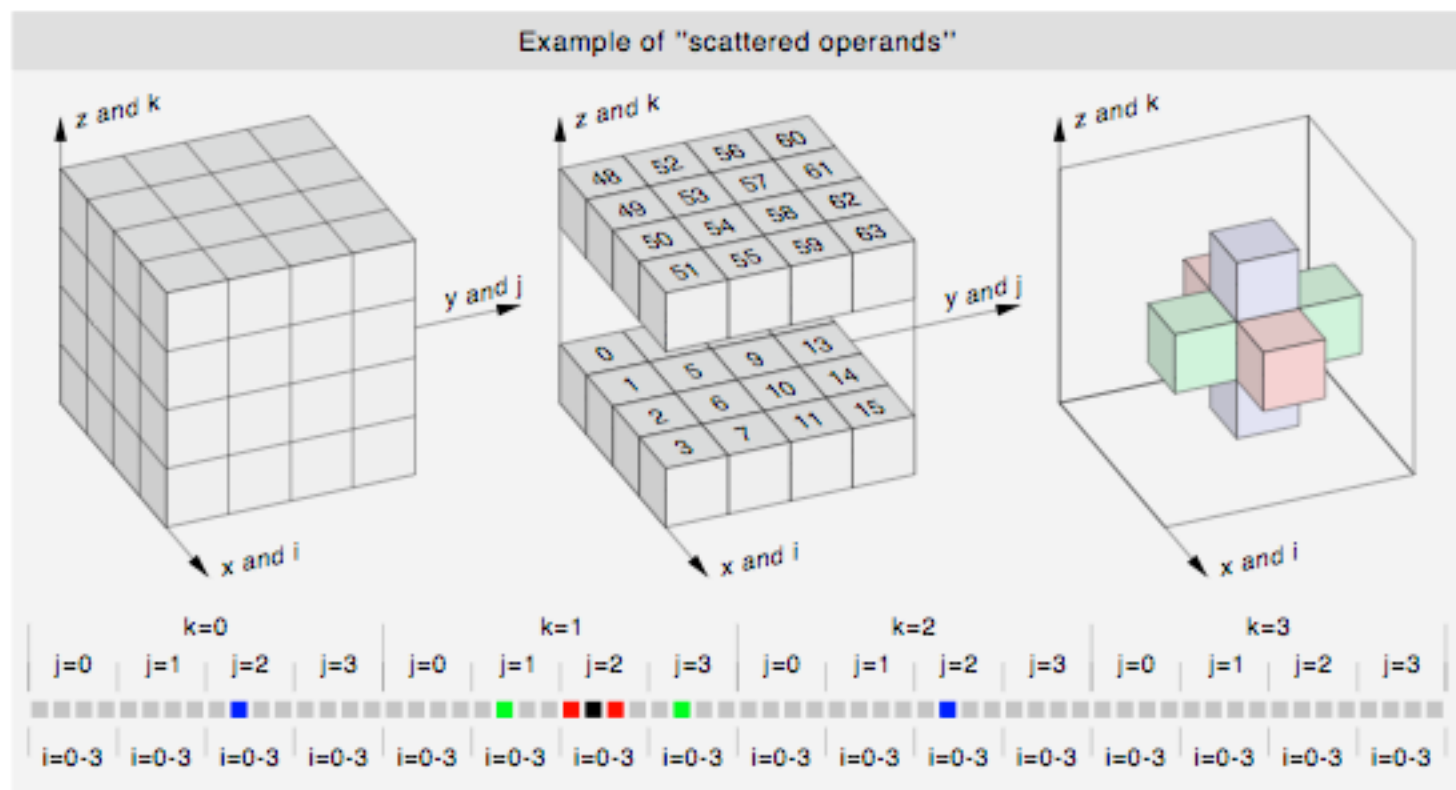 Example of "scattered operands"
z and k
z and k
z and k
48 52 56 60
49 53 57 61
50 54 58 62
51 55 59 63
y and j
y and j
0 5 9 13
1 6 10 14
2 7 11 15
3
x and i
x and i
x and i
k=0 k=1 k=2 k=3
j=0 j=1 j=2 j=3 j=0 j=1 j=2 j=3 j=0 j=1 j=2 j=3 j=0 j=1 j=2 j=3
i=0-3 i=0-3 i=0-3 i=0-3 i=0-3 i=0-3 i=0-3 i=0-3 i=0-3 i=0-3 i=0-3 i=0-3 i=0-3 i=0-3 i=0-3 i=0-3